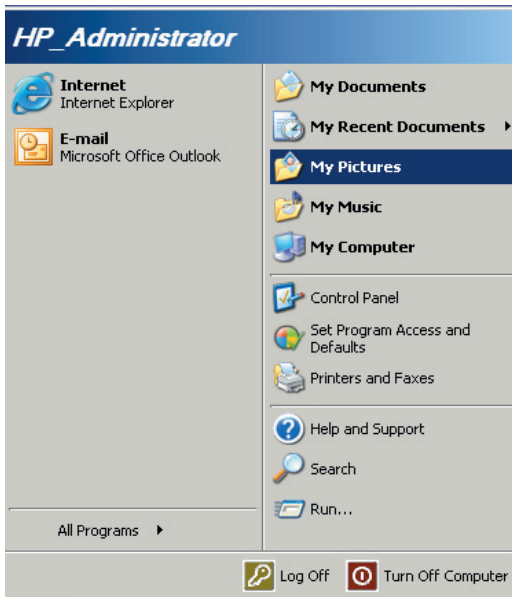 HP_Administrator
Internet
Internet Explorer
E-mail
Microsoft Office Outlook
All Programs
My Documents
My Recent Documents
My Pictures
My Music
My Computer
Control Panel
Set Program Access and
Defaults
Printers and Faxes
Help and Support
Search
Run...
Log Off
Turn Off Computer